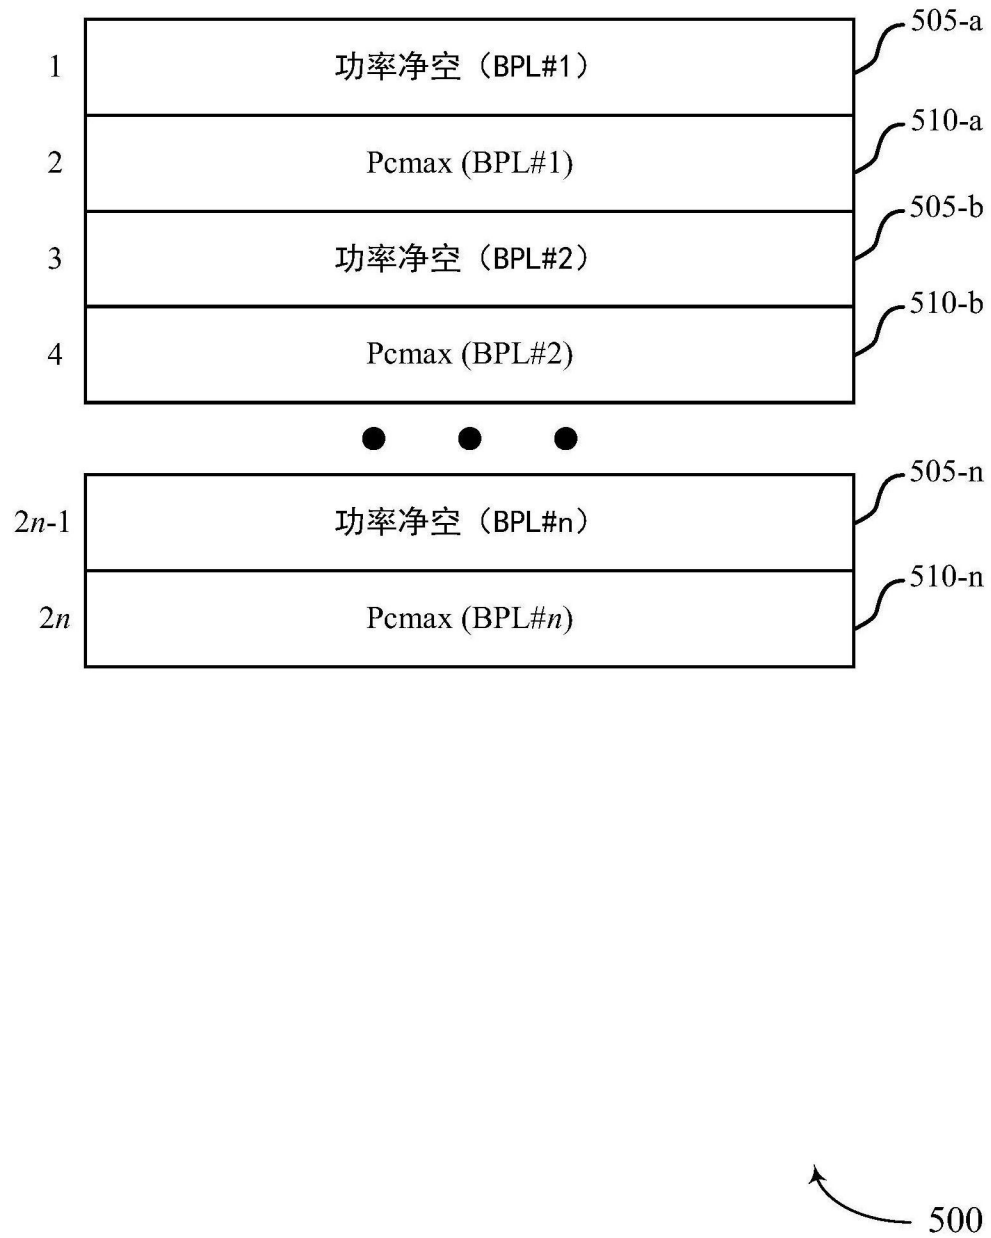 505-a
1 功率净空（BPL#1）
510-a
2 Pcmax (BPL#1)
505-b
3 功率净空（BPL#2）
510-b
4 Pcmax (BPL#2)
505-n
2n-1 功率净空（BPL#n）
510-n
2n Pcmax (BPL#n)
500